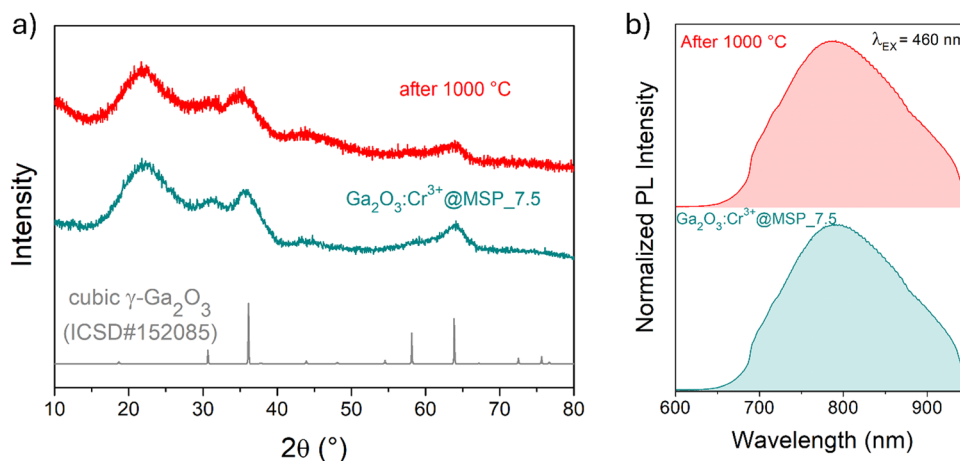 a)
after 1000 °C
Ga₂O₃:Cr³⁺@MSP_7.5
cubic γ-Ga₂O₃
(ICSD#152085)
Intensity
10 20 30 40 50 60 70 80
2θ (°)
b)
After 1000 °C
λEX = 460 nm
Ga₂O₃:Cr³⁺@MSP_7.5
Normalized PL Intensity
600 700 800 900
Wavelength (nm)